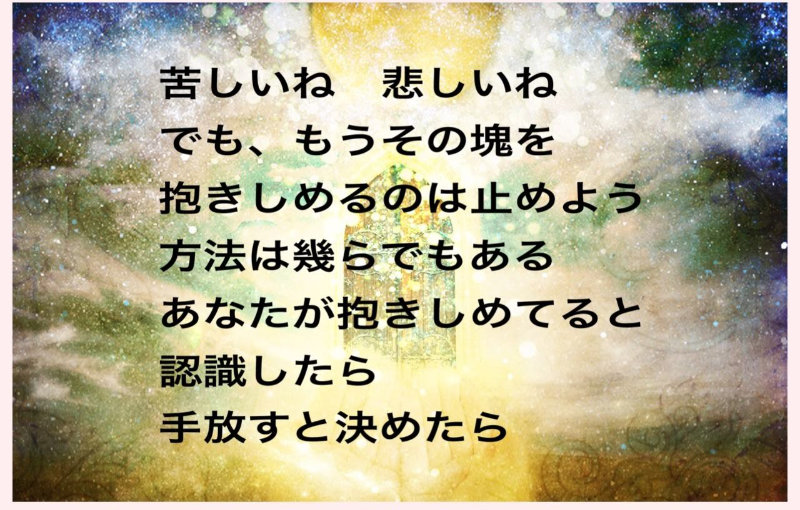 苦しいね　悲しいね
でも、もうその塊を
抱きしめるのは止めよう
方法は幾らでもある
あなたが抱きしめてると
認識したら
手放すと決めたら